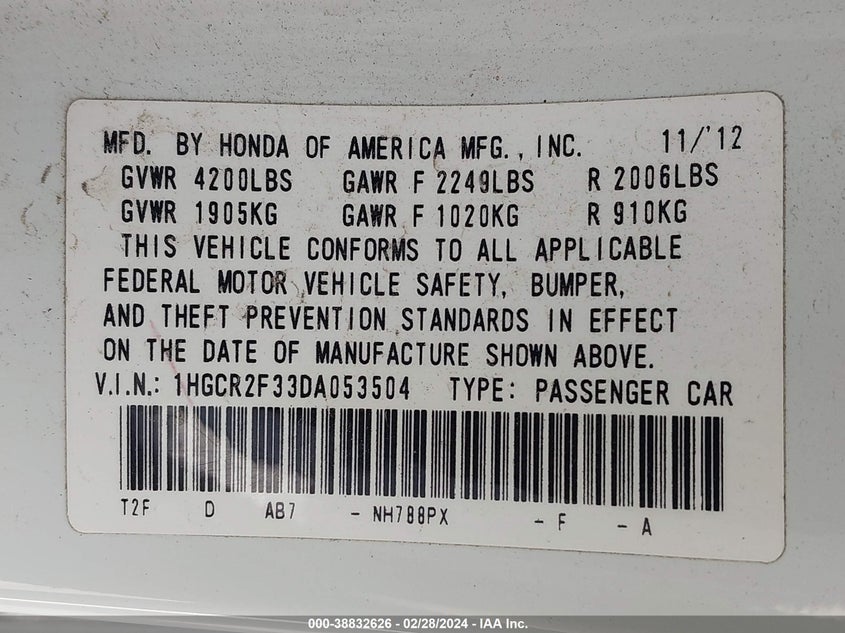 MFD. BY HONDA OF AMERICA MFG., INC. 11/'12
GVWR 4200LBS GAWR F 2249LBS R 2006LBS
GVWR 1905KG GAWR F 1020KG R 910KG
THIS VEHICLE CONFORMS TO ALL APPLICABLE
FEDERAL MOTOR VEHICLE SAFETY, BUMPER,
AND THEFT PREVENTION STANDARDS IN EFFECT
ON THE DATE OF MANUFACTURE SHOWN ABOVE.
V.I.N.: 1HGCR2F33DA053504 TYPE: PASSENGER CAR
T2F D AB7 - NH788PX - F - A
000-38832626 - 02/28/2024 - IAA Inc.